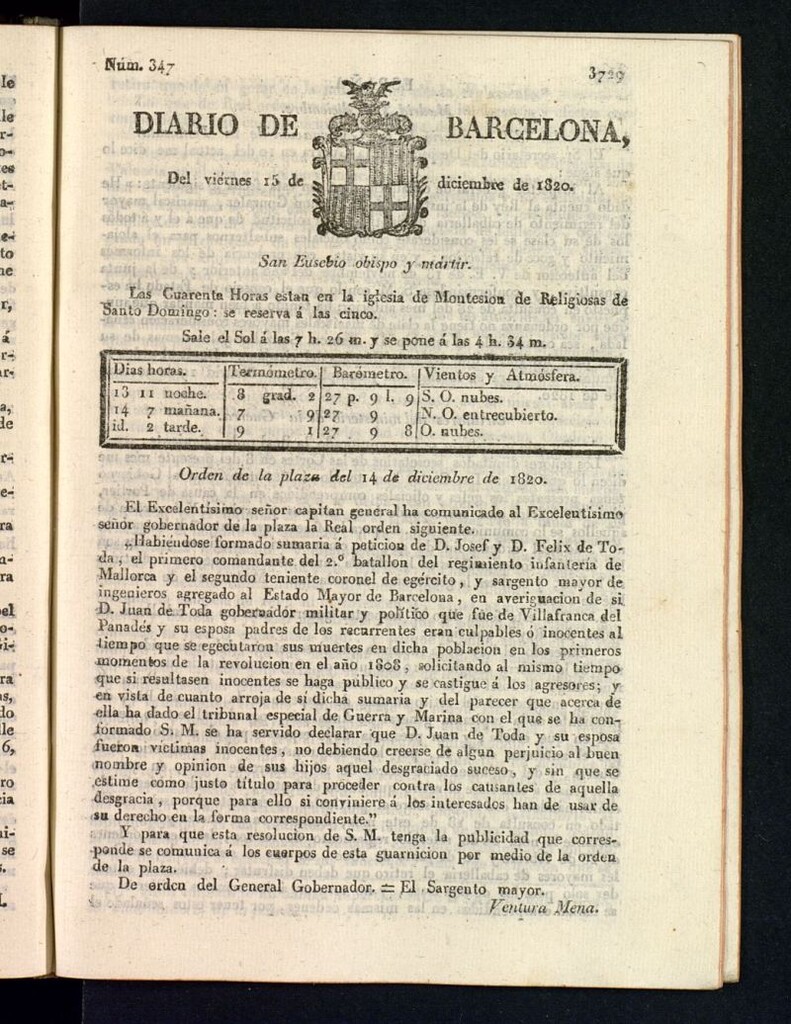 Núm. 347
3729
DIARIO DE BARCELONA,
Del viérnes 15 de diciembre de 1820.
San Eusebio obispo y mártir.
Las Cuarenta Horas estan en la iglesia de Montesion de Religiosas de
Santo Domingo: se reserva á las cinco.
Sale el Sol á las 7 h. 26 m. y se pone á las 4 h. 34 m.
Dias horas. Termómetro. Barómetro. Vientos y Atmósfera.
13 11 noche. 8 grad. 2 27 p. 9 l. 9 S. O. nubes.
14 7 mañana. 7 9 27 9 N. O. entrecubierto.
id. 2 tarde. 9 1 27 9 8 O. nubes.
Orden de la plaza del 14 de diciembre de 1820.
El Excelentísimo señor capitan general ha comunicado al Excelentísimo
señor gobernador de la plaza la Real orden siguiente.
„Habiéndose formado sumaria á peticion de D. Josef y D. Felix de To-
da, el primero comandante del 2.º batallon del regimiento infantería de
Mallorca y el segundo teniente coronel de egército, y sargento mayor de
ingenieros agregado al Estado Mayor de Barcelona, en averiguacion de si
D. Juan de Toda gobernador militar y político que fue de Villafranca del
Panadés y su esposa padres de los recurrentes eran culpables ó inocentes al
tiempo que se egecutaron sus muertes en dicha poblacion en los primeros
momentos de la revolucion en el año 1808, solicitando al mismo tiempo
que si resultasen inocentes se haga público y se castigue á los agresores; y
en vista de cuanto arroja de sí dicha sumaria y del parecer que acerca de
ella ha dado el tribunal especial de Guerra y Marina con el que se ha con-
formado S. M. se ha servido declarar que D. Juan de Toda y su esposa
fueron víctimas inocentes, no debiendo creerse de algun perjuicio al buen
nombre y opinion de sus hijos aquel desgraciado suceso, y sin que se
estime como justo título para proceder contra los causantes de aquella
desgracia, porque para ello si conviniere á los interesados han de usar de
su derecho en la forma correspondiente."
Y para que esta resolucion de S. M. tenga la publicidad que corres-
ponde se comunica á los cuerpos de esta guarnicion por medio de la orden
de la plaza.
De orden del General Gobernador. = El Sargento mayor.
Ventura Mena.